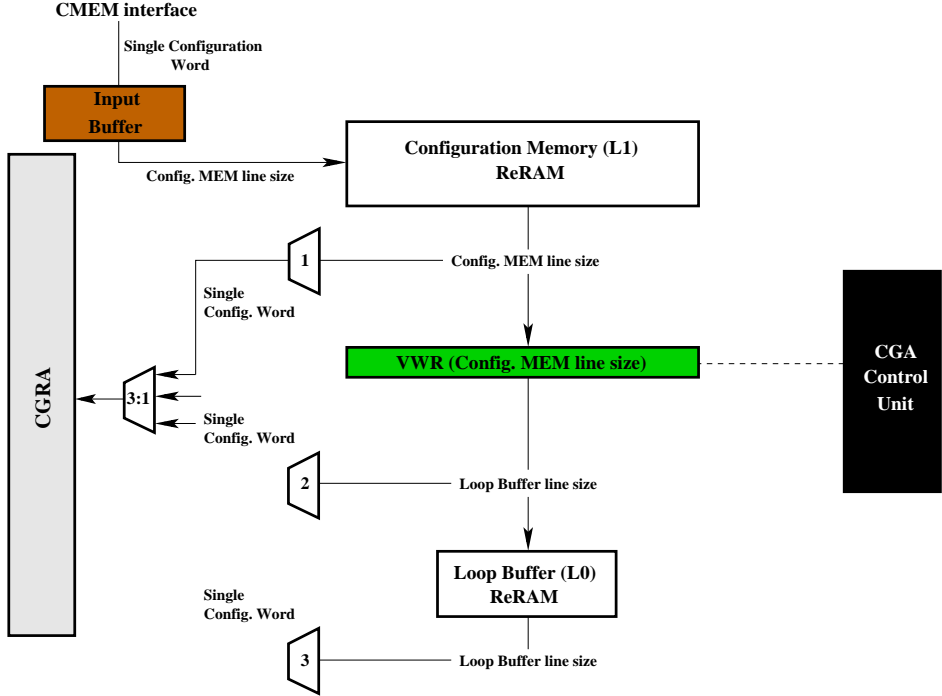 CMEM interface
Single Configuration
Word
Input
Buffer
Config. MEM line size
Configuration Memory (L1)
ReRAM
1
Config. MEM line size
Single
Config. Word
VWR (Config. MEM line size)
CGA
Control
Unit
CGRA
3:1
Single
Config. Word
2
Loop Buffer line size
Loop Buffer (L0)
ReRAM
Single
Config. Word
3
Loop Buffer line size